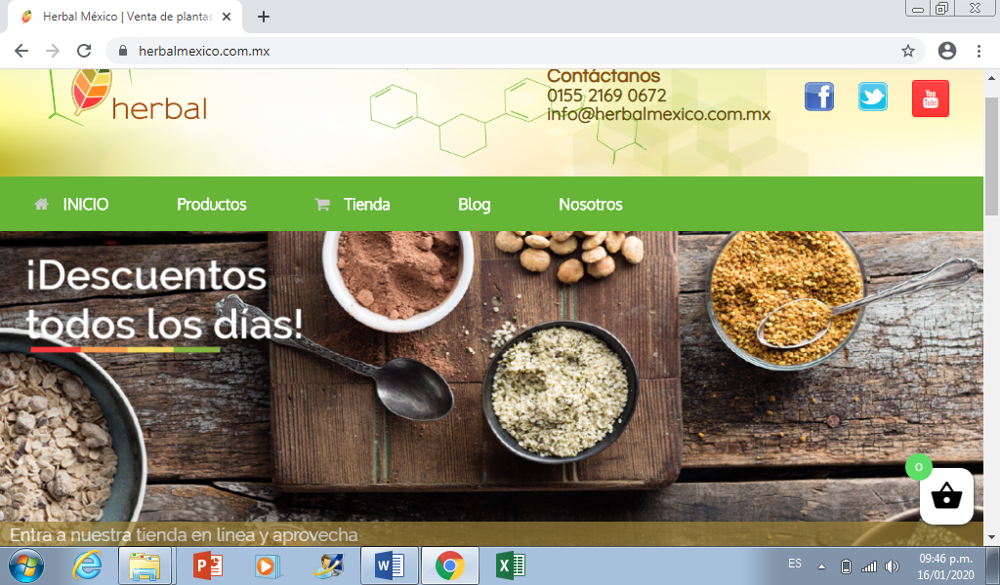 Herbal México | Venta de plantas
herbalmexico.com.mx
herbal
Contáctanos
0155 2169 0672
info@herbalmexico.com.mx
You
Tube
INICIO
Productos
Tienda
Blog
Nosotros
¡Descuentos
todos los días!
0
Entra a nuestra tienda en línea y aprovecha
ES
09:46 p.m.
16/01/2020